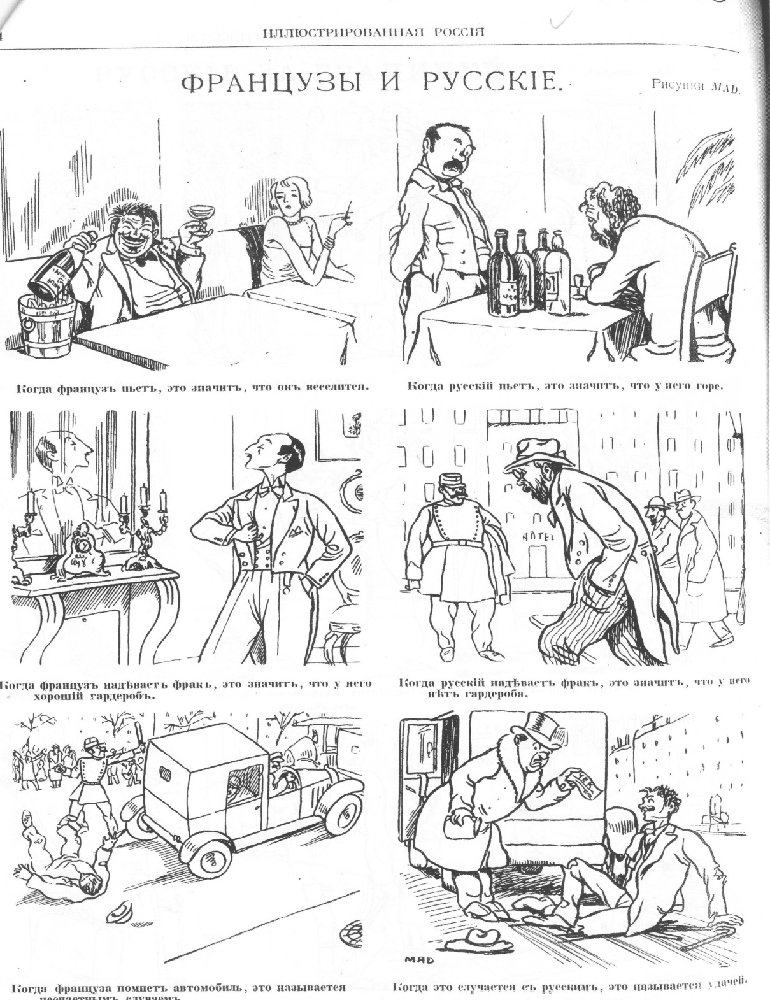 4
ИЛЛЮСТРИРОВАННАЯ РОССІЯ
ФРАНЦУЗЫ И РУССКІЕ.
Рисунки MAD.
Когда французъ пьетъ, это значитъ, что онъ веселится.
Когда русскій пьетъ, это значитъ, что у него горе.
HÔTEL
Когда французъ надѣваетъ фракъ, это значитъ, что у него
хорошій гардеробъ.
Когда русскій надѣваетъ фракъ, это значитъ, что у него
нѣтъ гардероба.
MAD
Когда француза помнетъ автомобиль, это называется
несчастнымъ случаемъ.
Когда это случается съ русскимъ, это называется удачей.